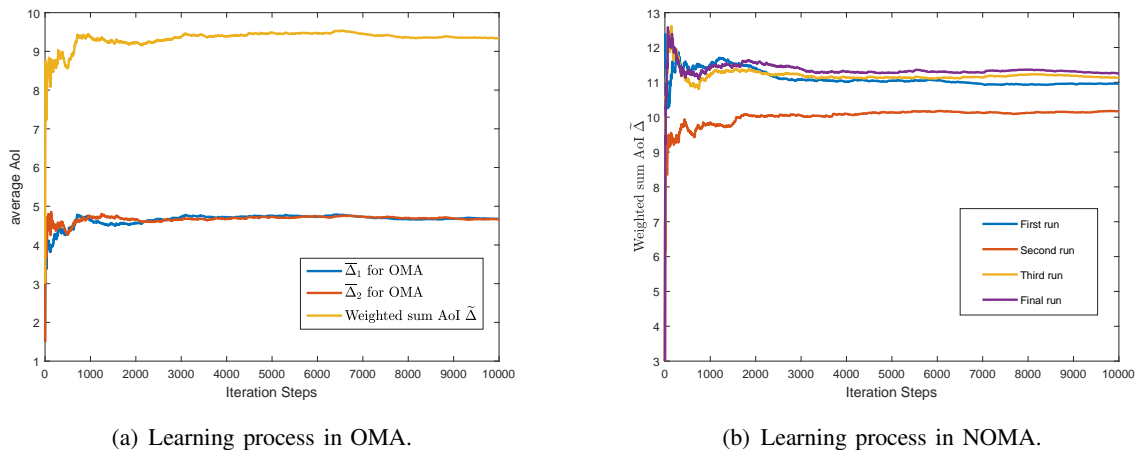 10
9
8
7
6
5
4
3
2
1
average AoI
0 1000 2000 3000 4000 5000 6000 7000 8000 9000 10000
Iteration Steps
Δ̅₁ for OMA
Δ̅₂ for OMA
Weighted sum AoI Δ̃
(a) Learning process in OMA.
13
12
11
10
9
8
7
6
5
4
3
Weighted sum AoI Δ̃
0 1000 2000 3000 4000 5000 6000 7000 8000 9000 10000
Iteration Steps
First run
Second run
Third run
Final run
(b) Learning process in NOMA.